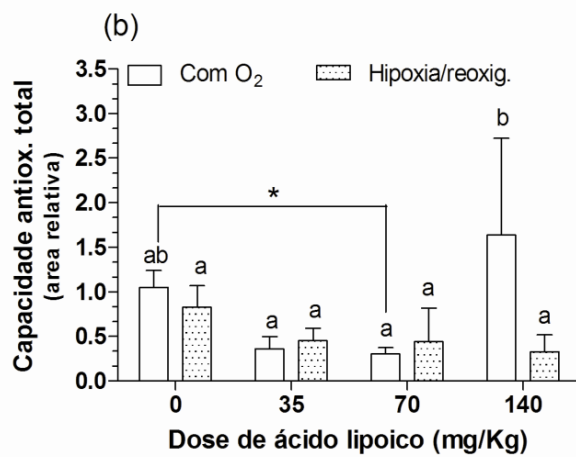 (b)
Com O₂ Hipoxia/reoxig.
Capacidade antiox. total
(area relativa)
3.5
3.0
2.5
2.0
1.5
1.0
0.5
0.0
*
ab a a a a a b a
0 35 70 140
Dose de ácido lipoico (mg/Kg)